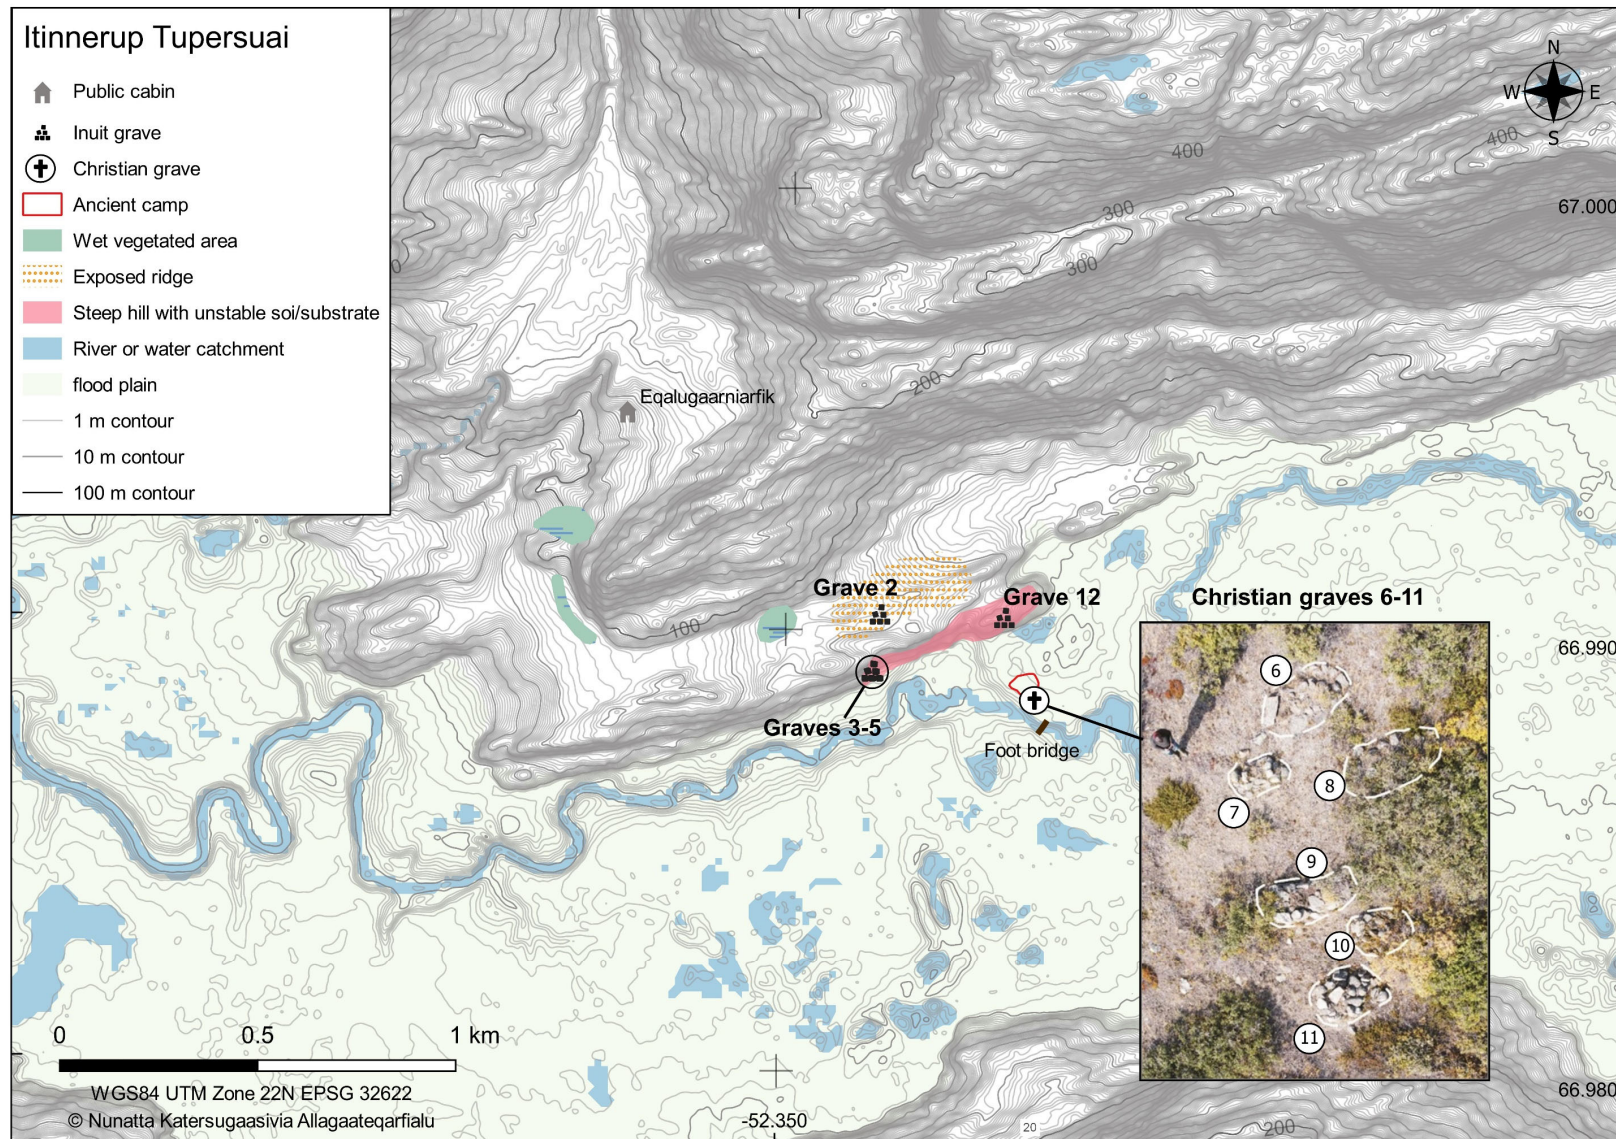 Itinnerup Tupersuai
Public cabin
Inuit grave
Christian grave
Ancient camp
Wet vegetated area
Exposed ridge
Steep hill with unstable soi/substrate
River or water catchment
flood plain
1 m contour
10 m contour
100 m contour
N
W E
S
400
400
67.000
300
300
0
200
Eqalugaarniarfik
100
Grave 2
Grave 12
Christian graves 6-11
66.990
Graves 3-5
Foot bridge
6
8
7
9
10
11
0 0.5 1 km
WGS84 UTM Zone 22N EPSG 32622
© Nunatta Katersugaasivia Allagaateqarfialu
-52.350
20
200
66.980